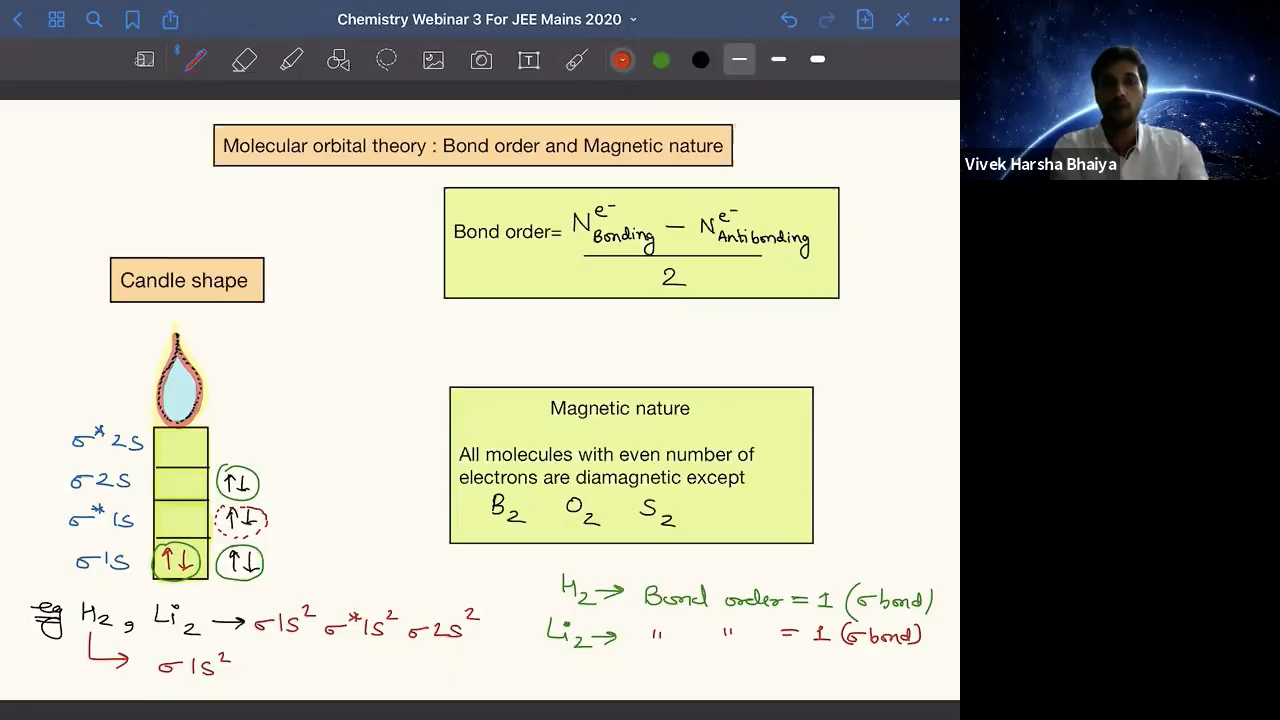 Chemistry Webinar 3 For JEE Mains 2020
Vivek Harsha Bhaiya
Molecular orbital theory : Bond order and Magnetic nature
Bond order= (N e⁻ Bonding − N e⁻ Antibonding) / 2
Candle shape
Magnetic nature
All molecules with even number of
electrons are diamagnetic except
B₂ O₂ S₂
σ*2s
σ2s ↑↓
σ*1s ↑↓
σ1s ↑↓ ↑↓
eg H₂, Li₂ → σ1s² σ*1s² σ2s²
→ σ1s²
H₂ → Bond order = 1 (σ bond)
Li₂ → " " = 1 (σ bond)
T